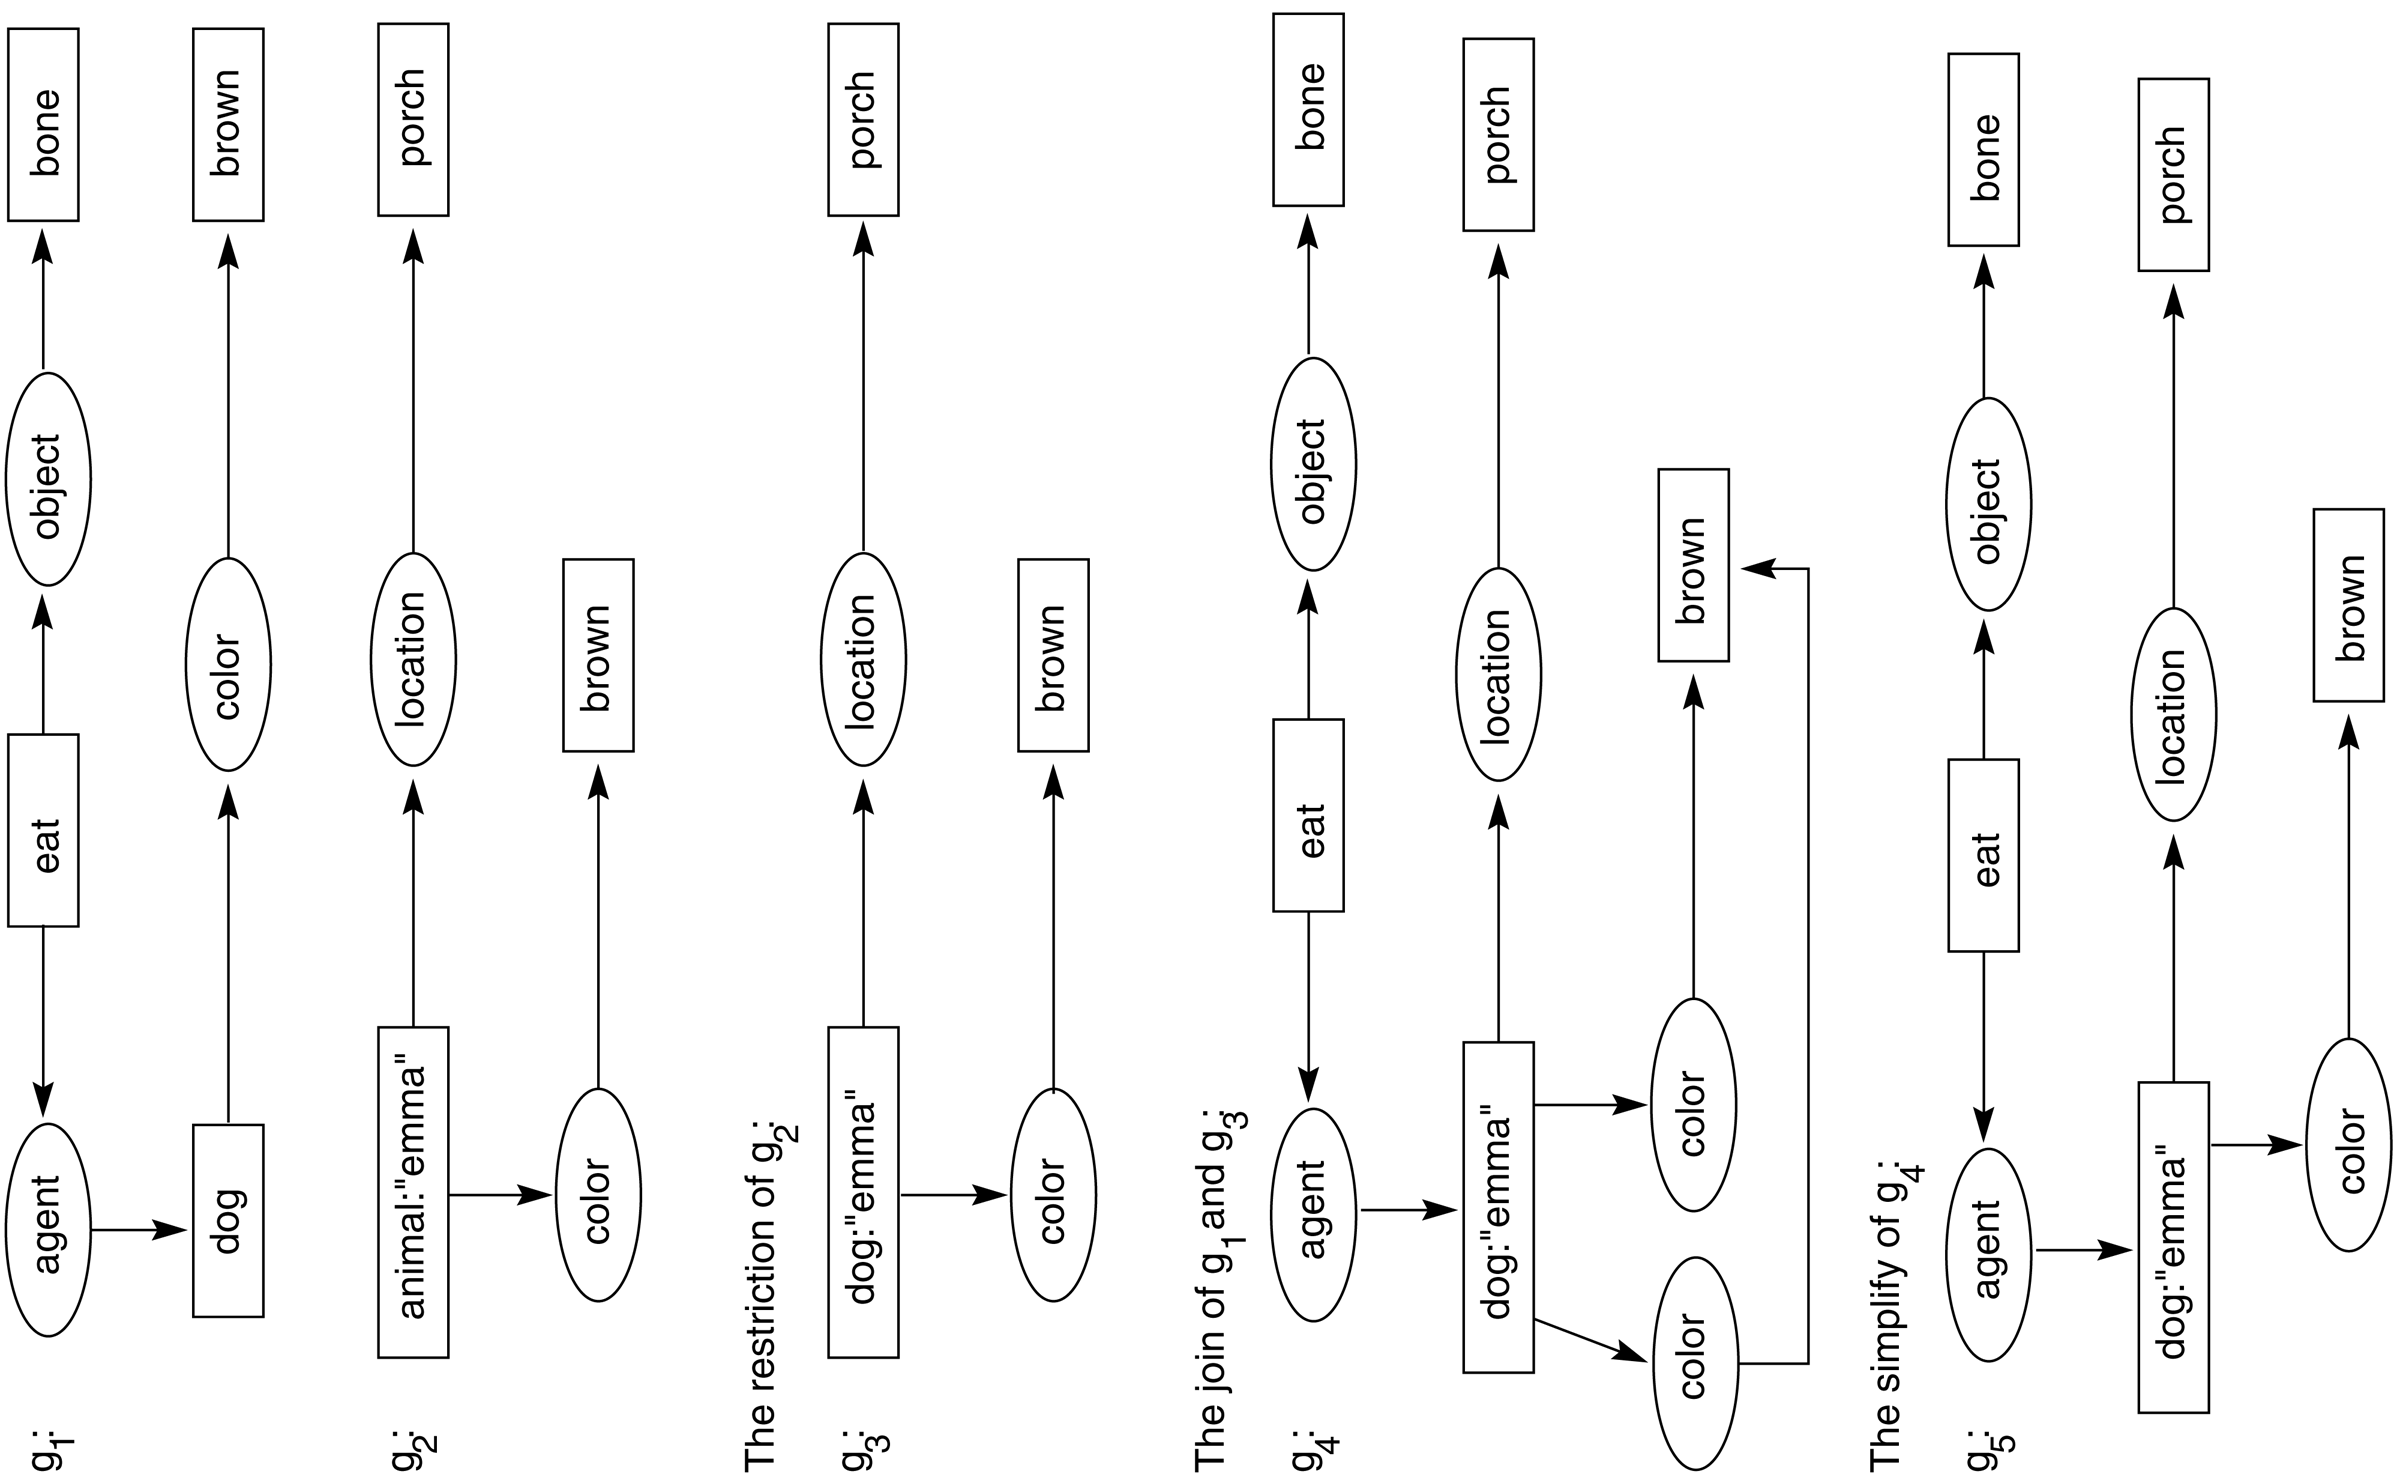 g1:
agent eat object bone
dog color brown
g2:
animal:"emma" location porch
color brown
The restriction of g2:
g3:
dog:"emma" location porch
color brown
The join of g1 and g3:
g4:
agent eat object bone
dog:"emma" location porch
color color brown
The simplify of g4:
g5:
agent eat object bone
dog:"emma" location porch
color brown